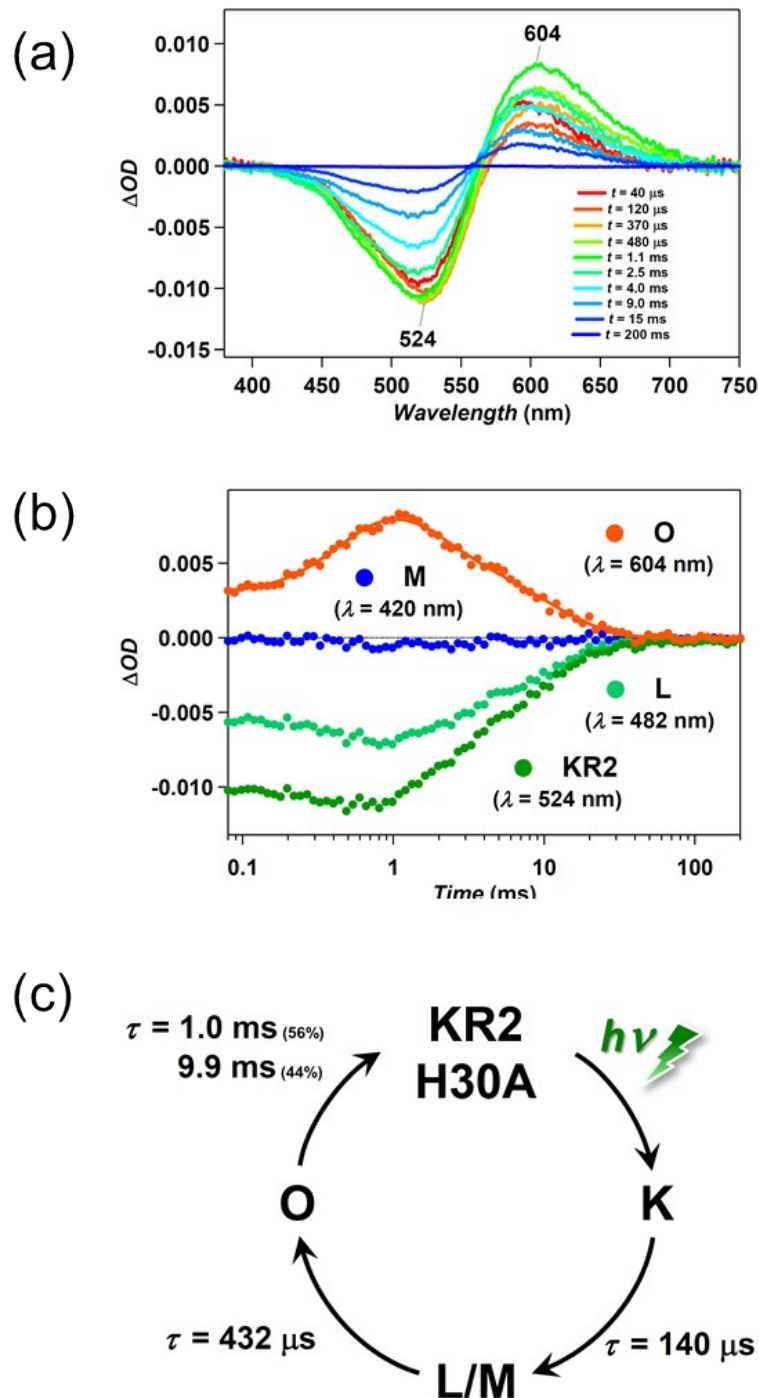 (a)
0.010
0.005
0.000
-0.005
-0.010
-0.015
ΔOD
604
524
t = 40 μs
t = 120 μs
t = 370 μs
t = 480 μs
t = 1.1 ms
t = 2.5 ms
t = 4.0 ms
t = 9.0 ms
t = 15 ms
t = 200 ms
400 450 500 550 600 650 700 750
Wavelength (nm)
(b)
0.005
0.000
-0.005
-0.010
ΔOD
O
(λ = 604 nm)
M
(λ = 420 nm)
L
(λ = 482 nm)
KR2
(λ = 524 nm)
0.1 1 10 100
Time (ms)
(c)
τ = 1.0 ms (56%)
9.9 ms (44%)
KR2
H30A
hν
O
K
τ = 432 μs
τ = 140 μs
L/M